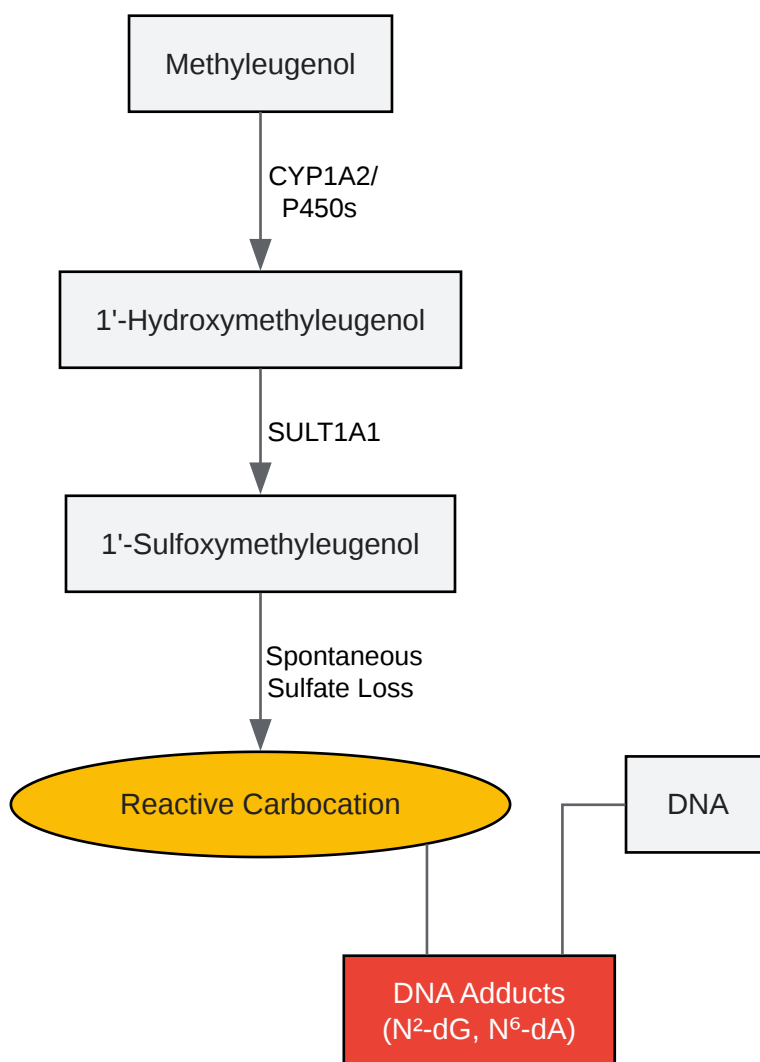 Methyleugenol
CYP1A2/
P450s
1'-Hydroxymethyleugenol
SULT1A1
1'-Sulfoxymethyleugenol
Spontaneous
Sulfate Loss
Reactive Carbocation
DNA
DNA Adducts
(N²-dG, N⁶-dA)